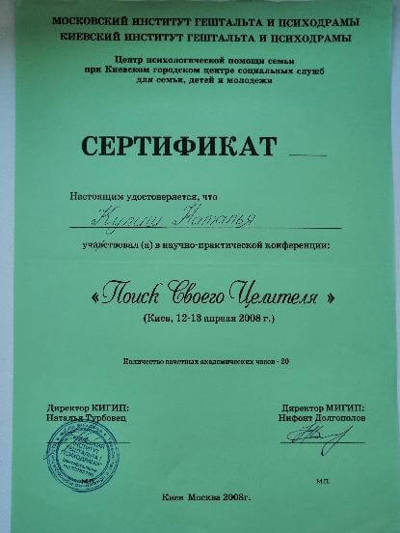 МОСКОВСКИЙ ИНСТИТУТ ГЕШТАЛЬТА И ПСИХОДРАМЫ
КИЕВСКИЙ ИНСТИТУТ ГЕШТАЛЬТА И ПСИХОДРАМЫ
Центр психологической помощи семьи
при Киевском городском центре социальных служб
для семьи, детей и молодежи
СЕРТИФИКАТ
Настоящим удостоверяется, что
Наталья
участвовал (а) в научно-практической конференции:
«Поиск Своего Целителя »
(Киев, 12-13 апреля 2008 г.)
Количество зачетных академических часов - 20
Директор КИГИП:
Наталья Турбовец
Директор МИГИП:
Нифонт Долгополов
МП.
МП.
Киев Москва 2008г.